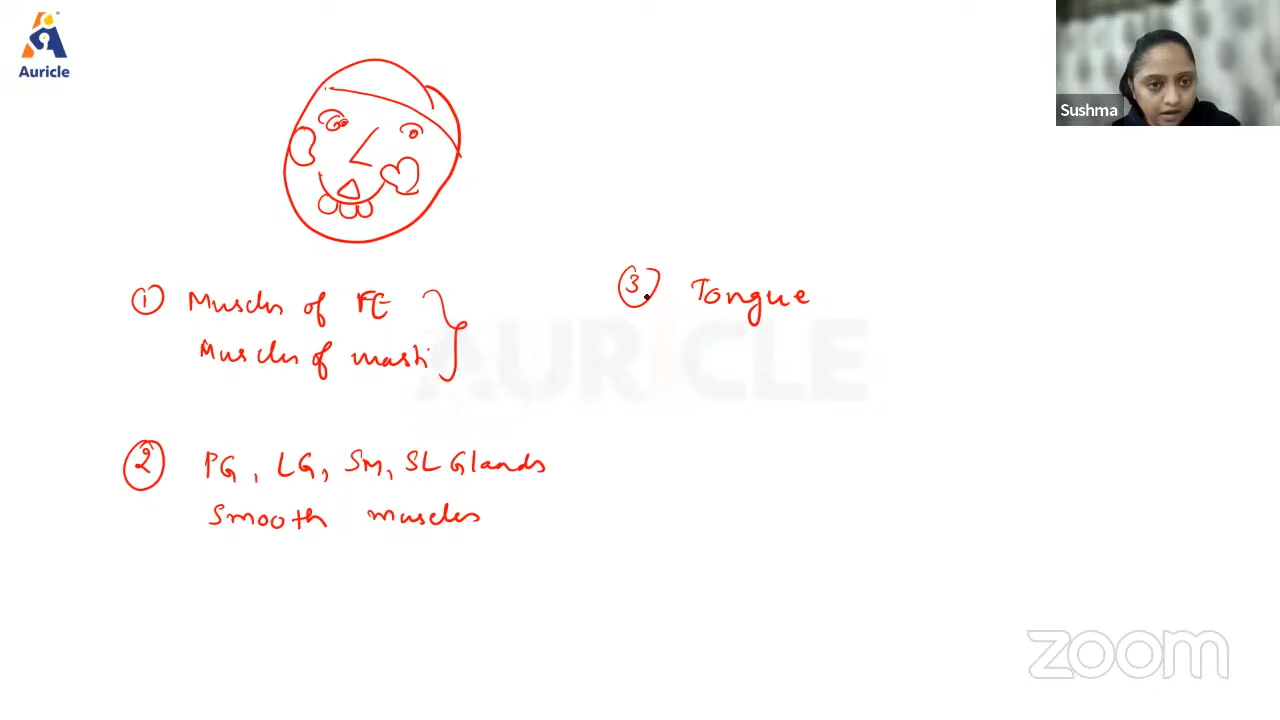 Auricle
Sushma
① Muscles of FE
Muscles of masti
② PG, LG, SM, SL Glands
Smooth muscles
③ Tongue
AURICLE
zoom